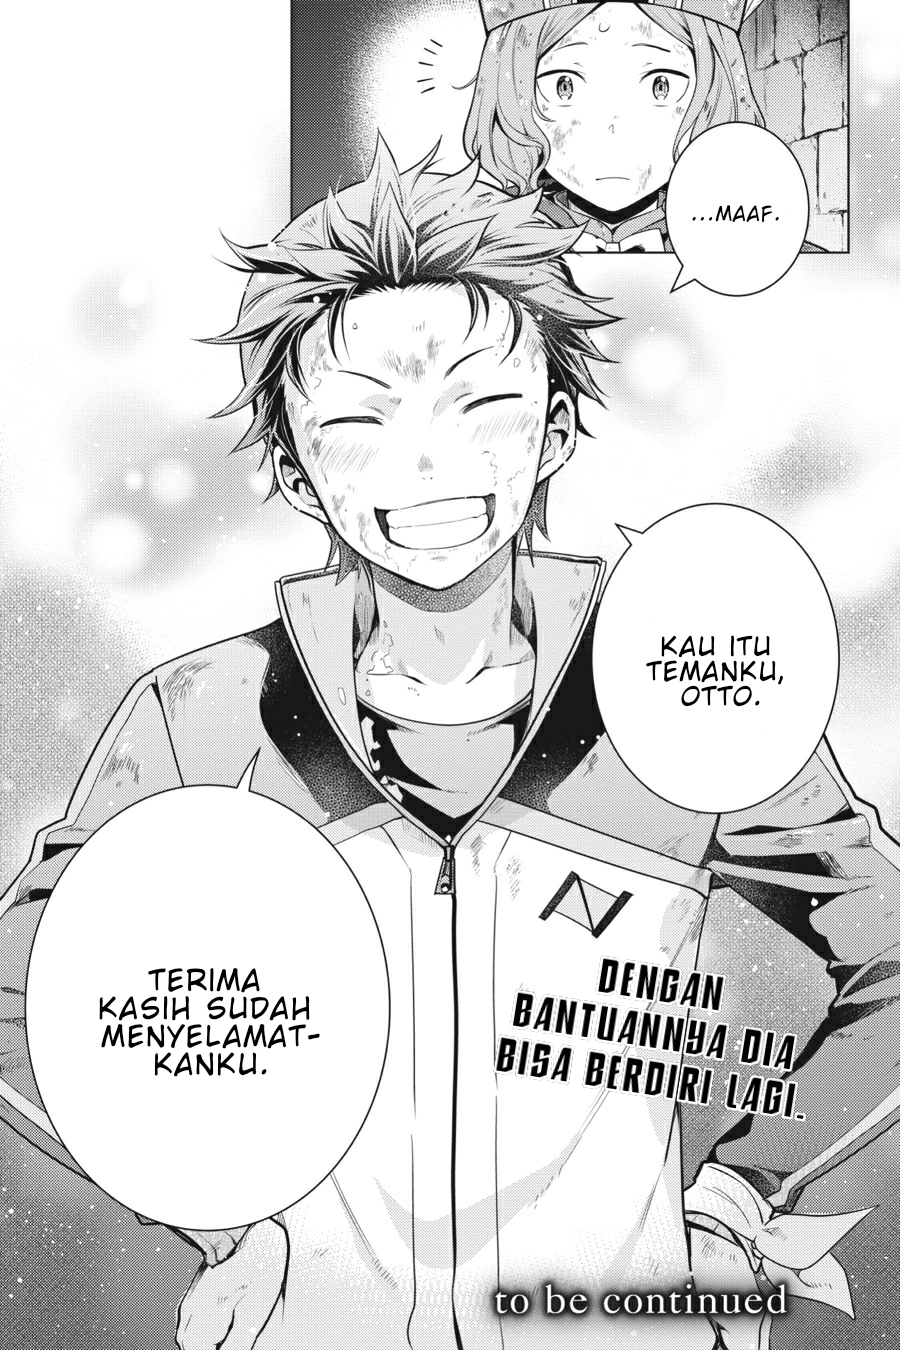 ...MAAF.
KAU ITU
TEMANKU,
OTTO.
TERIMA
KASIH SUDAH
MENYELAMAT-
KANKU.
DENGAN
BANTUANNYA DIA
BISA BERDIRI LAGI.
to be continued